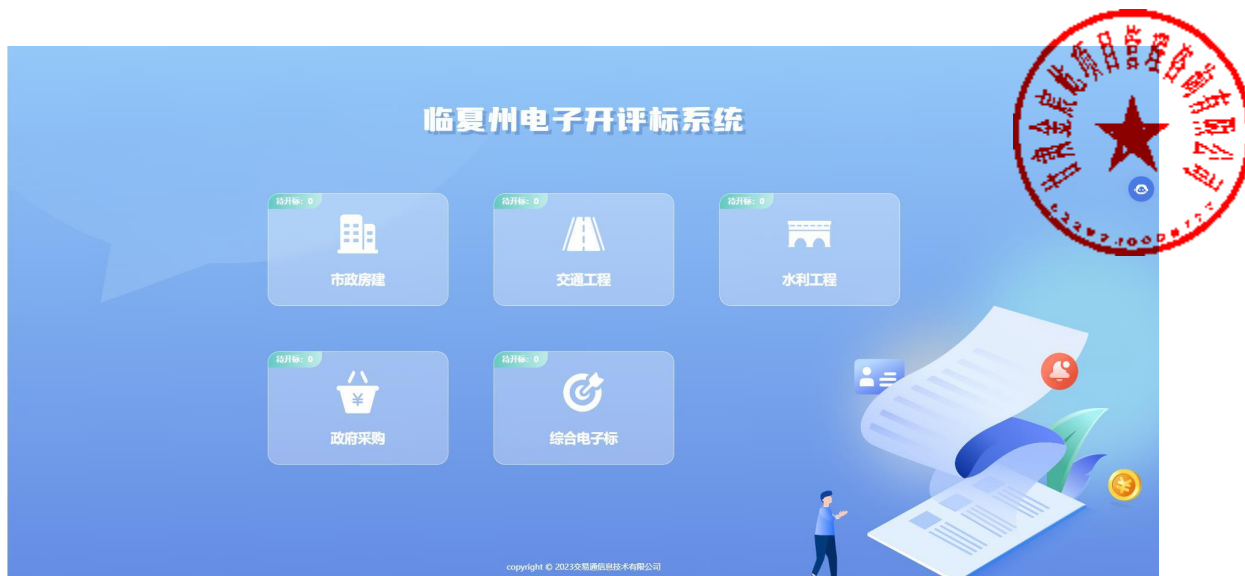 临夏州电子开评标系统
待开标: 0
市政房建
待开标: 0
交通工程
待开标: 0
水利工程
待开标: 0
政府采购
待开标: 0
综合电子标
copyright © 2023交易通信息技术有限公司